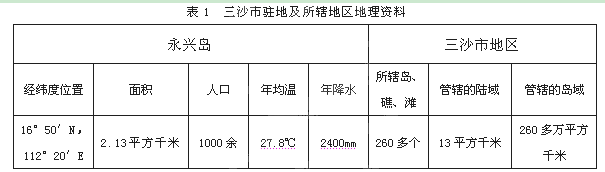 表 1 三沙市驻地及所辖地区地理资料
永兴岛 三沙市地区
经纬度位置 面积 人口 年均温 年降水 所辖岛、礁、滩 管辖的陆域 管辖的岛域
16°50′N，112°20′E 2.13平方千米 1000余 27.8℃ 2400mm 260多个 13平方千米 260多万平方千米